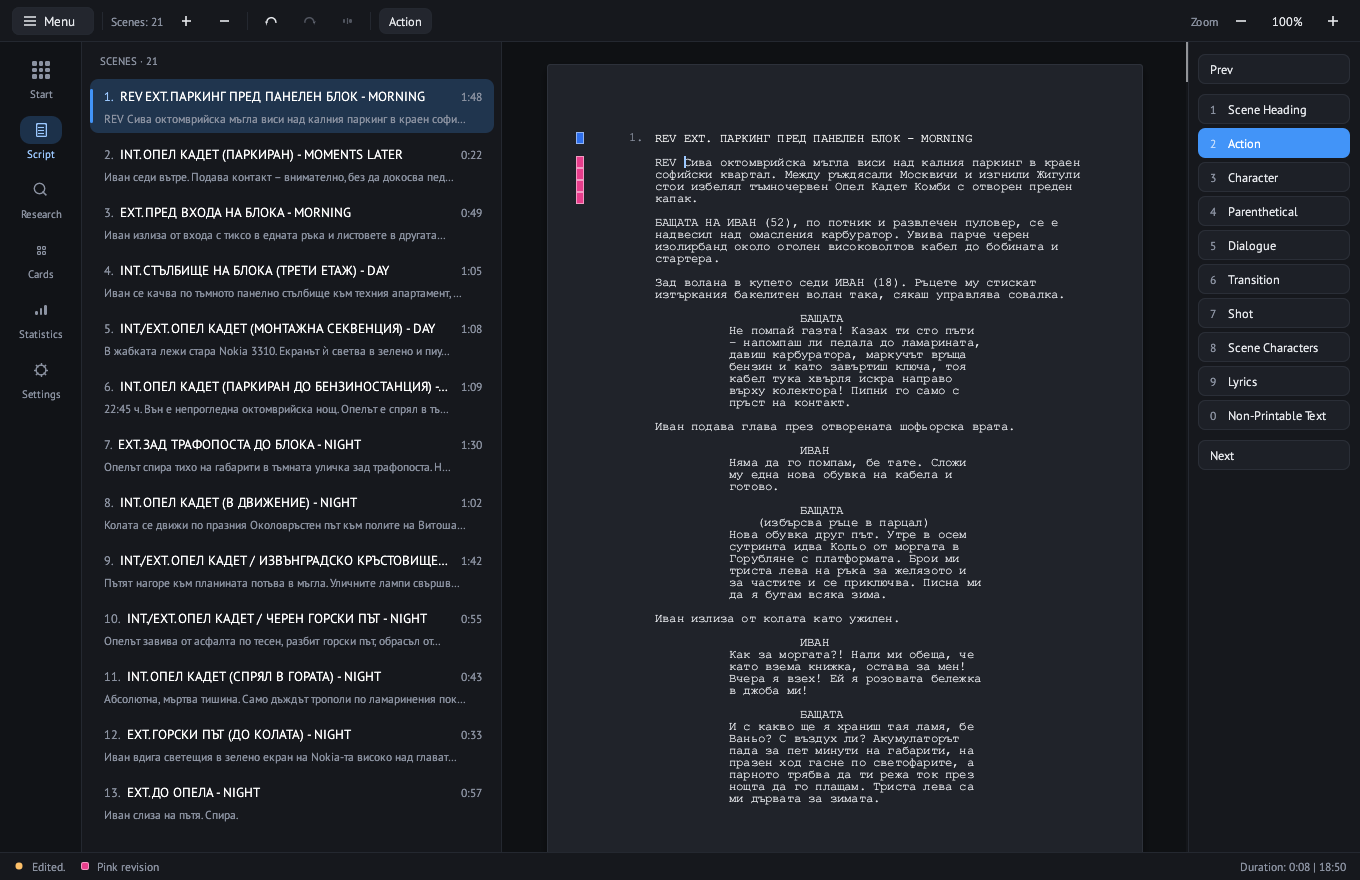 Menu
Scenes: 21
Action
Zoom
100%
Start
Script
Research
Cards
Statistics
Settings
SCENES · 21
1. REV EXT.ПАРКИНГ ПРЕД ПАНЕЛЕН БЛОК - MORNING 1:48
REV Сива октомврийска мъгла виси над калния паркинг в краен софи...
2. INT.ОПЕЛ КАДЕТ (ПАРКИРАН) - MOMENTS LATER 0:22
Иван седи вътре. Подава контакт – внимателно, без да докосва пед...
3. EXT.ПРЕД ВХОДА НА БЛОКА - MORNING 0:49
Иван излиза от входа с тиксо в едната ръка и листовете в другата...
4. INT.СТЪЛБИЩЕ НА БЛОКА (ТРЕТИ ЕТАЖ) - DAY 1:05
Иван се качва по тъмното панелно стълбище към техния апартамент, ...
5. INT./EXT.ОПЕЛ КАДЕТ (МОНТАЖНА СЕКВЕНЦИЯ) - DAY 1:08
В жабката лежи стара Nokia 3310. Екранът ѝ светва в зелено и пиу...
6. INT.ОПЕЛ КАДЕТ (ПАРКИРАН ДО БЕНЗИНОСТАНЦИЯ) -... 1:09
22:45 ч. Вън е непрогледна октомврийска нощ. Опелът е спрял в тъ...
7. EXT.ЗАД ТРАФОПОСТА ДО БЛОКА - NIGHT 1:30
Опелът спира тихо на габарити в тъмната уличка зад трафопоста. Н...
8. INT.ОПЕЛ КАДЕТ (В ДВИЖЕНИЕ) - NIGHT 1:02
Колата се движи по празния Околовръстен път към полите на Витоша...
9. INT./EXT.ОПЕЛ КАДЕТ / ИЗВЪНГРАДСКО КРЪСТОВИЩЕ... 1:42
Пътят нагоре към планината потъва в мъгла. Уличните лампи свършв...
10. INT./EXT.ОПЕЛ КАДЕТ / ЧЕРЕН ГОРСКИ ПЪТ - NIGHT 0:55
Опелът завива от асфалта по тесен, разбит горски път, обрасъл от...
11. INT.ОПЕЛ КАДЕТ (СПРЯЛ В ГОРАТА) - NIGHT 0:43
Абсолютна, мъртва тишина. Само дъждът трополи по ламаринения пок...
12. EXT.ГОРСКИ ПЪТ (ДО КОЛАТА) - NIGHT 0:33
Иван вдига светещия в зелено екран на Nokia-та високо над глават...
13. EXT.ДО ОПЕЛА - NIGHT 0:57
Иван слиза на пътя. Спира.
1. REV EXT. ПАРКИНГ ПРЕД ПАНЕЛЕН БЛОК - MORNING
REV Сива октомврийска мъгла виси над калния паркинг в краен
софийски квартал. Между ръждясали Москвичи и изгнили Жигули
стои избелял тъмночервен Опел Кадет Комби с отворен преден
капак.
БАЩАТА НА ИВАН (52), по потник и развлечен пуловер, се е
надвесил над омасления карбуратор. Увива парче черен
изолирбанд около оголен високоволтов кабел до бобината и
стартера.
Зад волана в купето седи ИВАН (18). Ръцете му стискат
изтъркания бакелитен волан така, сякаш управлява совалка.
БАЩАТА
Не помпай газта! Казах ти сто пъти
– напомпаш ли педала до ламарината,
давиш карбуратора, маркучът връща
бензин и като завъртиш ключа, тоя
кабел тука хвърля искра направо
върху колектора! Пипни го само с
пръст на контакт.
Иван подава глава през отворената шофьорска врата.
ИВАН
Няма да го помпам, бе тате. Сложи
му една нова обувка на кабела и
готово.
БАЩАТА
(избърсва ръце в парцал)
Нова обувка друг път. Утре в осем
сутринта идва Кольо от моргата в
Горубляне с платформата. Брои ми
триста лева на ръка за желязото и
за частите и се приключва. Писна ми
да я бутам всяка зима.
Иван излиза от колата като ужилен.
ИВАН
Как за моргата?! Нали ми обеща, че
като взема книжка, остава за мен!
Вчера я взех! Ей я розовата бележка
в джоба ми!
БАЩАТА
И с какво ще я храниш тая ламя, бе
Ваньо? С въздух ли? Акумулаторът
пада за пет минути на габарити, на
празен ход гасне по светофарите, а
парното трябва да ти режа ток през
нощта да го плащам. Триста лева са
ми дървата за зимата.
Prev
1 Scene Heading
2 Action
3 Character
4 Parenthetical
5 Dialogue
6 Transition
7 Shot
8 Scene Characters
9 Lyrics
0 Non-Printable Text
Next
Edited.
Pink revision
Duration: 0:08 | 18:50